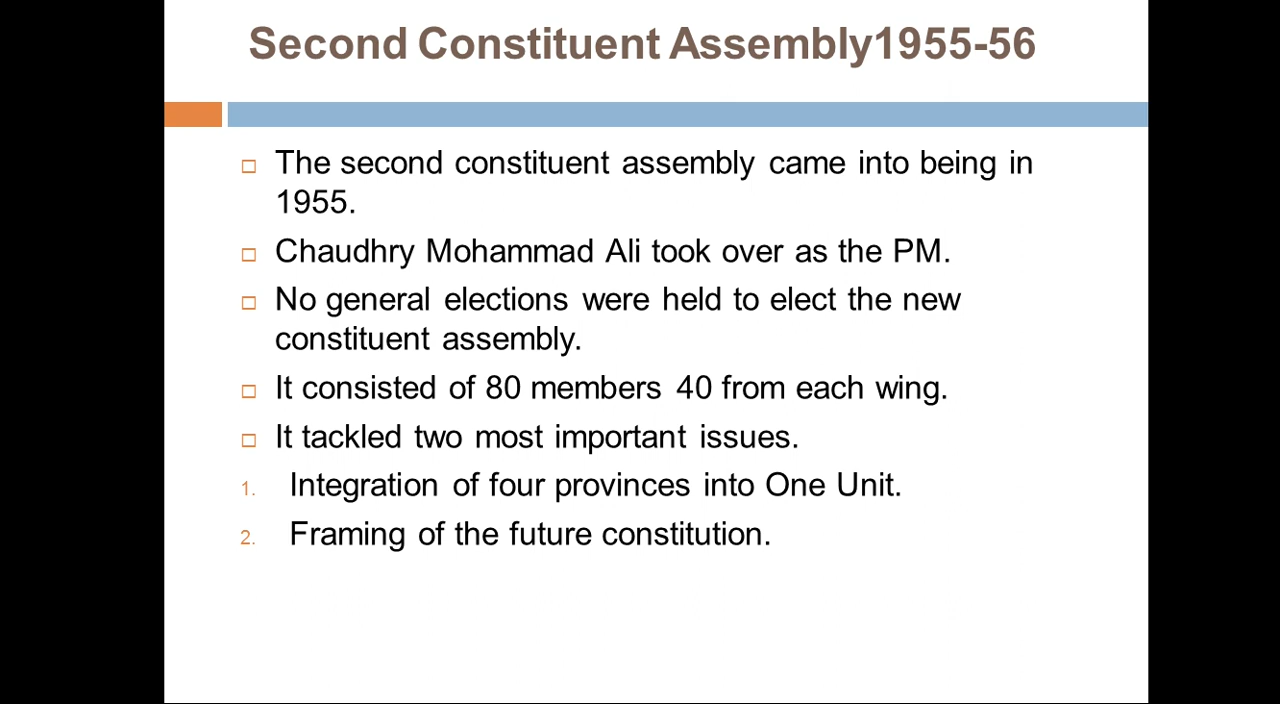 Second Constituent Assembly1955-56
The second constituent assembly came into being in
1955.
Chaudhry Mohammad Ali took over as the PM.
No general elections were held to elect the new
constituent assembly.
It consisted of 80 members 40 from each wing.
It tackled two most important issues.
1. Integration of four provinces into One Unit.
2. Framing of the future constitution.